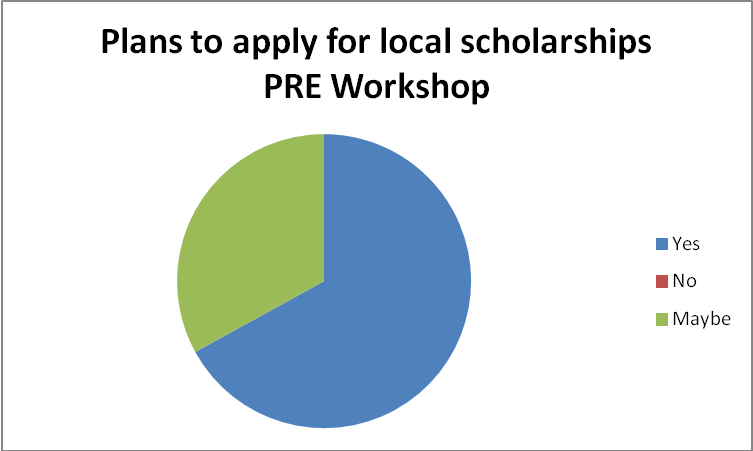 Plans to apply for local scholarships
PRE Workshop
Yes
No
Maybe